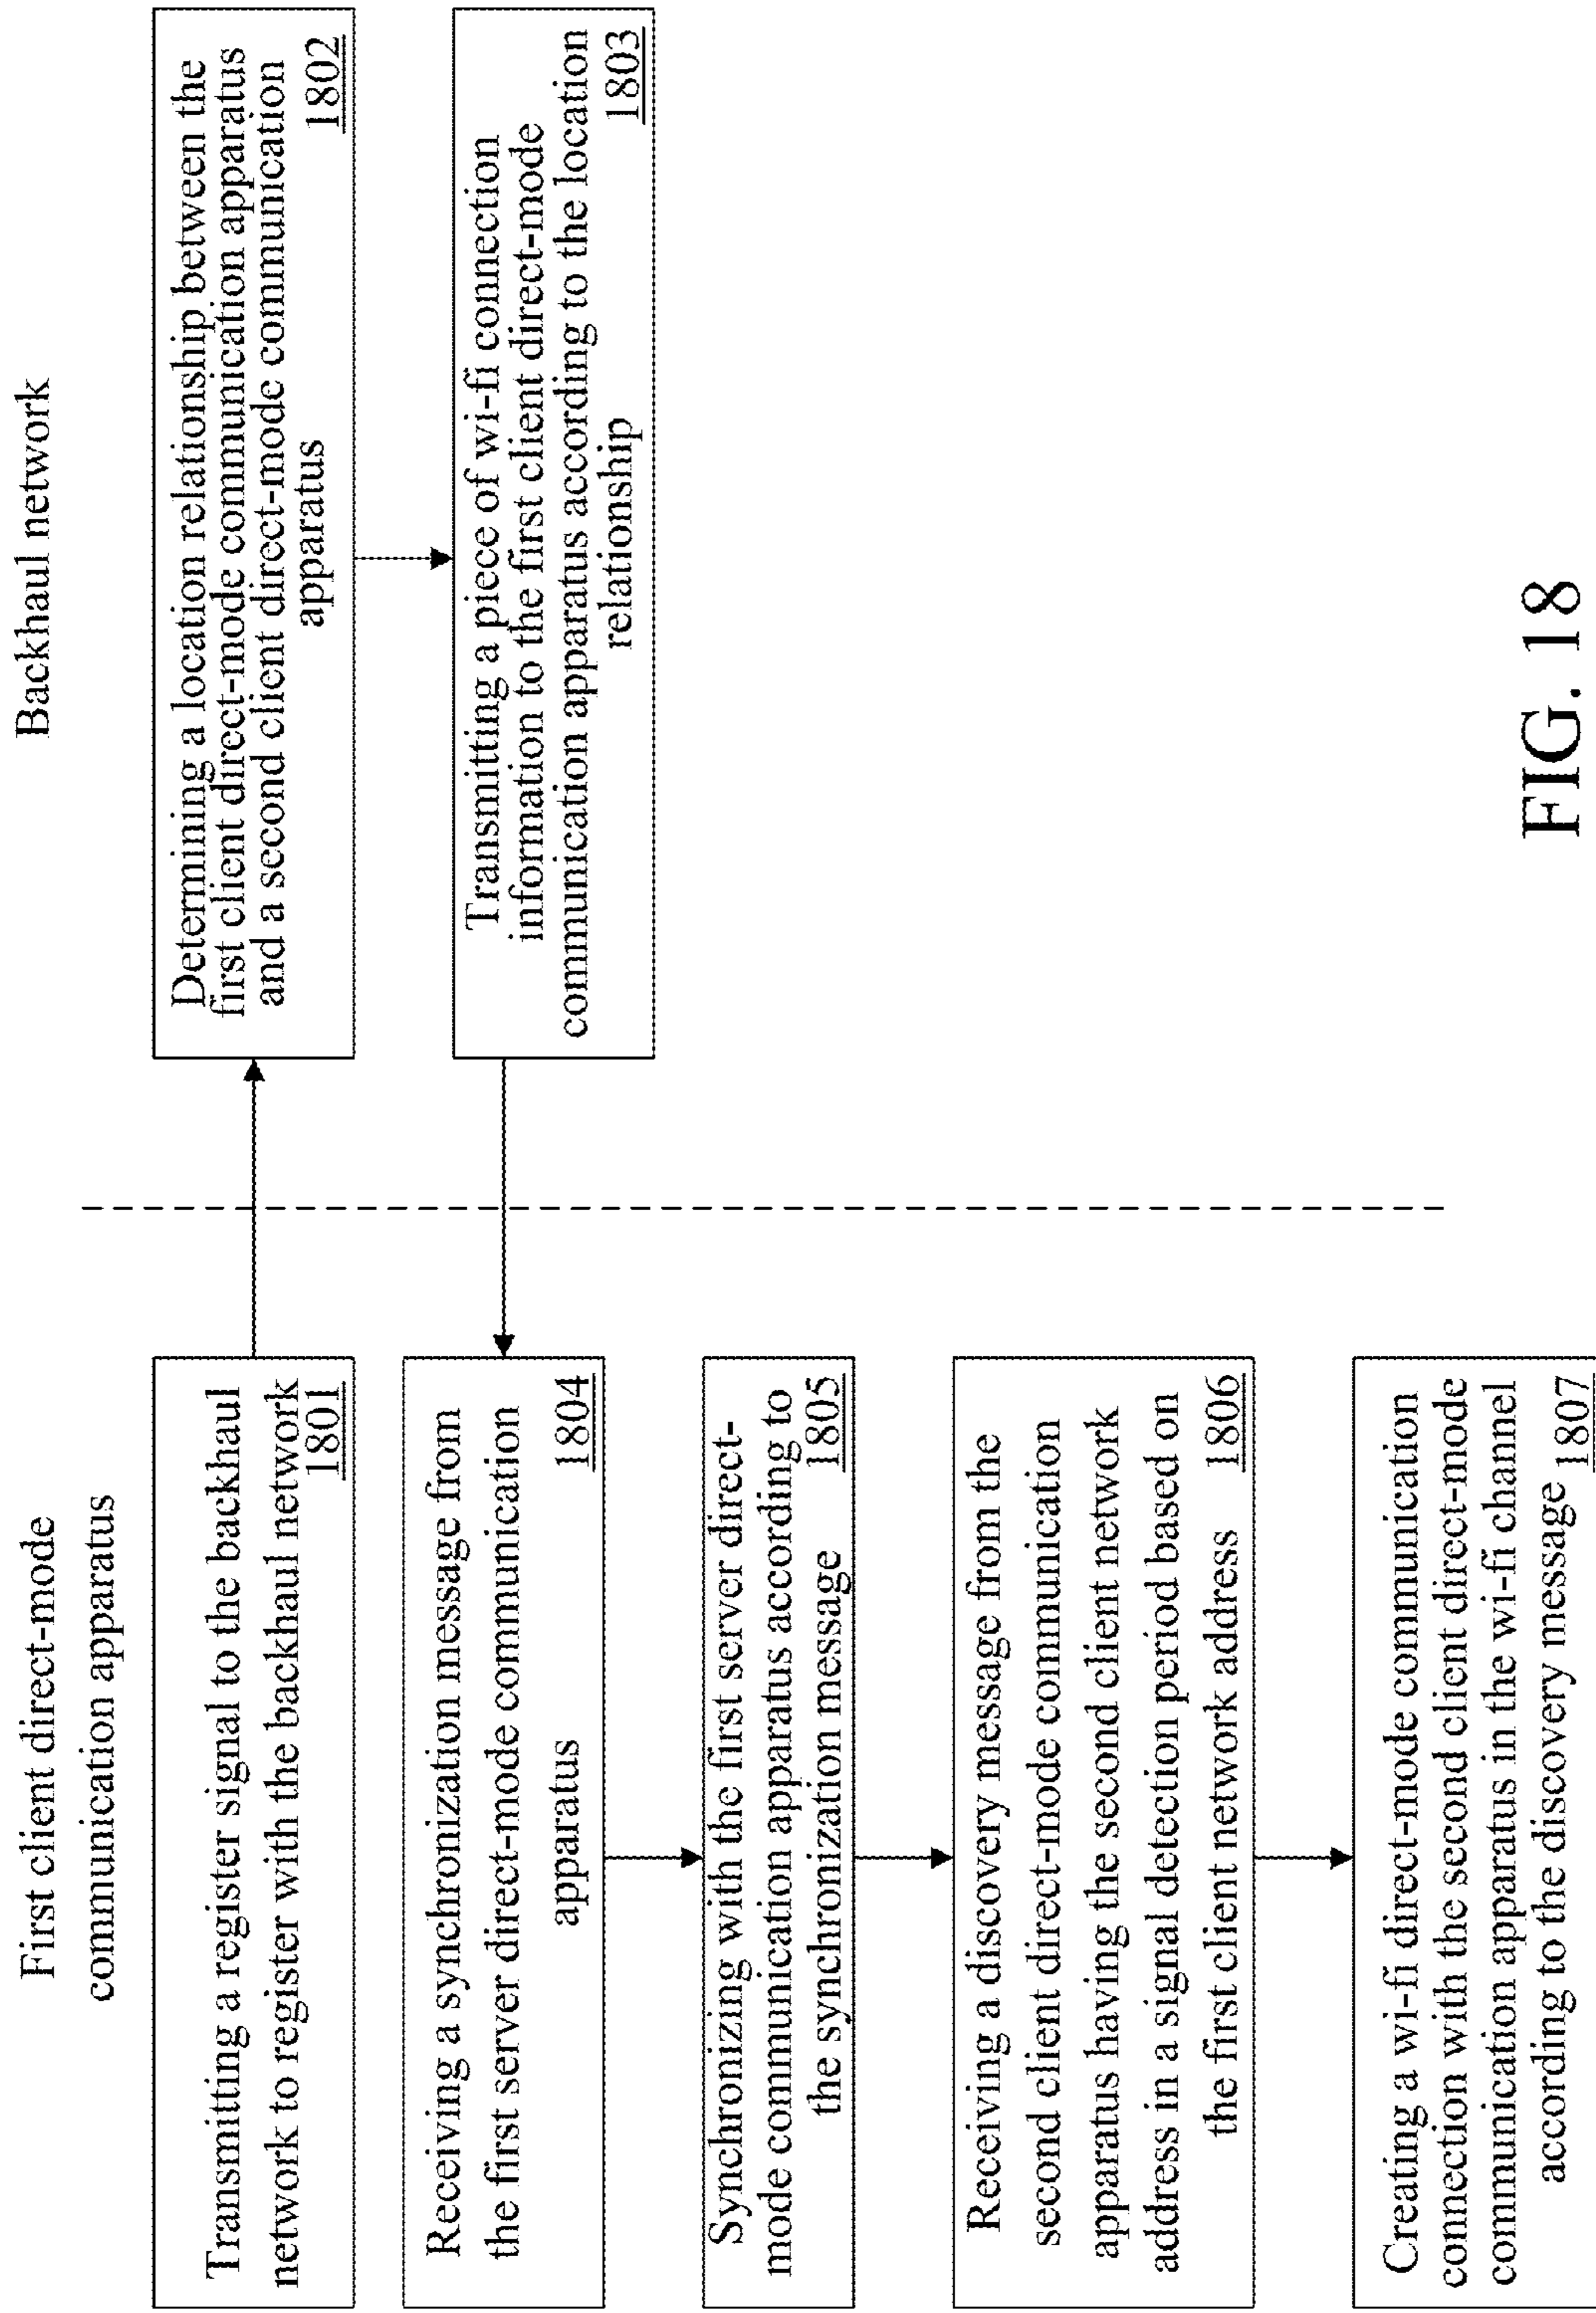 First client direct-mode
communication apparatus
Backhaul network
Transmitting a register signal to the backhaul
network to register with the backhaul network
1801
Determining a location relationship between the
first client direct-mode communication apparatus
and a second client direct-mode communication
apparatus
1802
Transmitting a piece of wi-fi connection
information to the first client direct-mode
communication apparatus according to the location
relationship
1803
Receiving a synchronization message from
the first server direct-mode communication
apparatus
1804
Synchronizing with the first server direct-
mode communication apparatus according to
the synchronization message 1805
Receiving a discovery message from the
second client direct-mode communication
apparatus having the second client network
address in a signal detection period based on
the first client network address 1806
Creating a wi-fi direct-mode communication
connection with the second client direct-mode
communication apparatus in the wi-fi channel
according to the discovery message 1807
FIG. 18